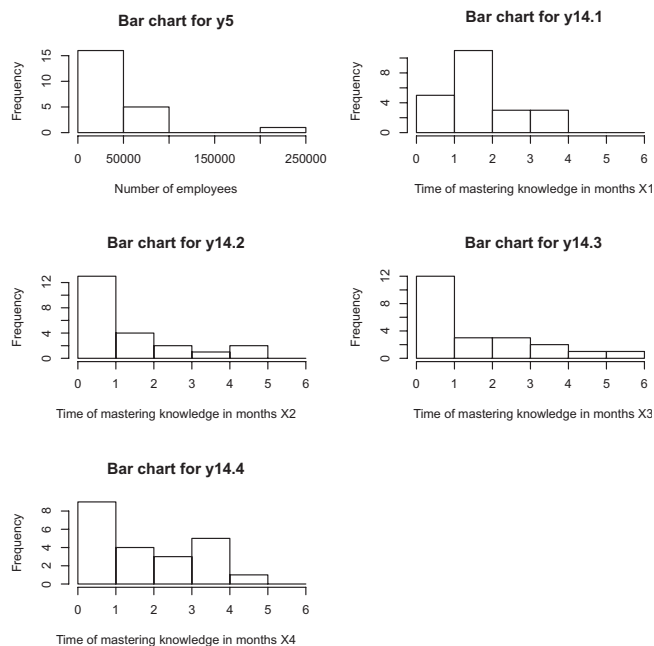 Bar chart for y5
Frequency
0 5 15
0 50000 150000 250000
Number of employees
Bar chart for y14.1
Frequency
0 4 8
0 1 2 3 4 5 6
Time of mastering knowledge in months X1
Bar chart for y14.2
Frequency
0 4 8 12
0 1 2 3 4 5 6
Time of mastering knowledge in months X2
Bar chart for y14.3
Frequency
0 4 8 12
0 1 2 3 4 5 6
Time of mastering knowledge in months X3
Bar chart for y14.4
Frequency
0 2 4 6 8
0 1 2 3 4 5 6
Time of mastering knowledge in months X4